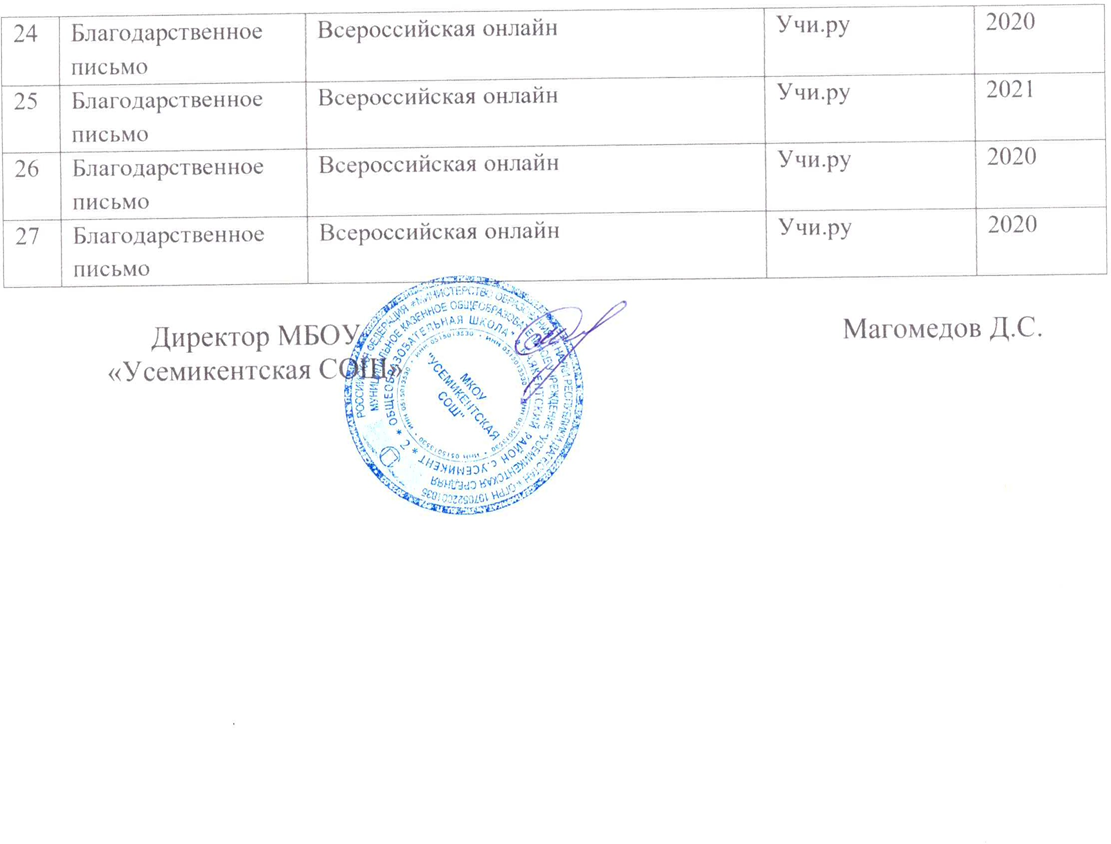 24 Благодарственное Всероссийская онлайн Учи.ру 2020
письмо
25 Благодарственное Всероссийская онлайн Учи.ру 2021
письмо
26 Благодарственное Всероссийская онлайн Учи.ру 2020
письмо
27 Благодарственное Всероссийская онлайн Учи.ру 2020
письмо
Директор МБОУ Магомедов Д.С.
«Усемикентская СОШ»
МКОУ
"УСЕМИКЕНТСКАЯ
СОШ"